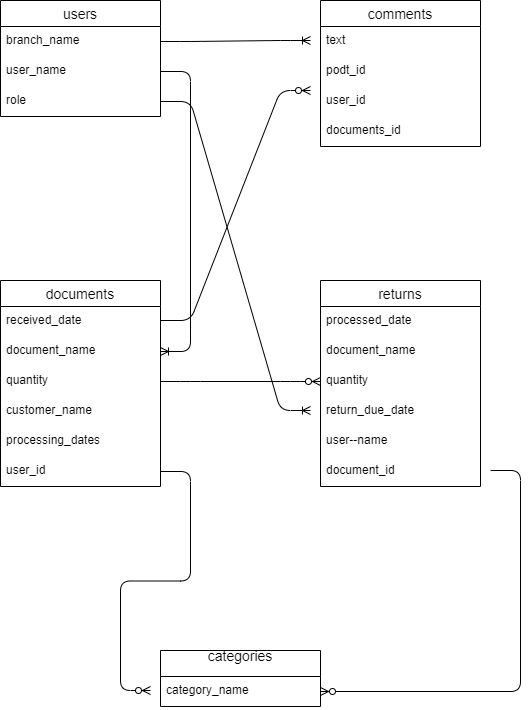 users
branch_name
user_name
role
comments
text
podt_id
user_id
documents_id
documents
received_date
document_name
quantity
customer_name
processing_dates
user_id
returns
processed_date
document_name
quantity
return_due_date
user--name
document_id
categories
category_name